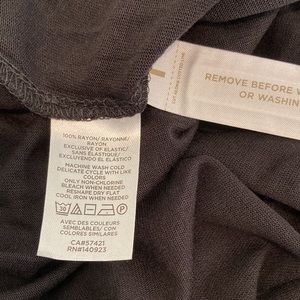 REMOVE BEFORE W
OR WASHIN
100% RAYON/ RAYONNE/
RAYON
EXCLUSIVE OF ELASTIC/
SANS ÉLASTIQUE/
EXCLUYENDO EL ELÁSTICO
MACHINE WASH COLD
DELICATE CYCLE WITH LIKE
COLORS
ONLY NON-CHLORINE
BLEACH WHEN NEEDED
RESHAPE DRY FLAT
COOL IRON WHEN NEEDED
30
P
AVEC DES COULEURS
SEMBLABLES/ CON
COLORES SIMILARES
CA#57421
RN#140923